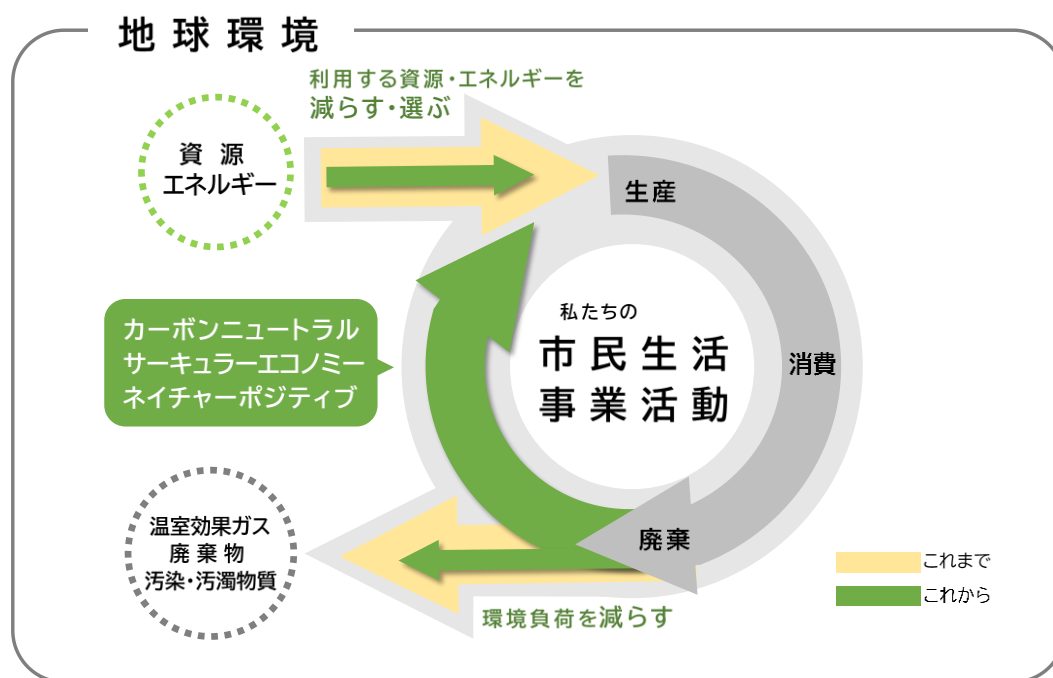 地球環境
利用する資源・エネルギーを
減らす・選ぶ
資源
エネルギー
生産
私たちの
市民生活
事業活動
消費
カーボンニュートラル
サーキュラーエコノミー
ネイチャーポジティブ
温室効果ガス
廃棄物
汚染・汚濁物質
廃棄
環境負荷を減らす
これまで
これから